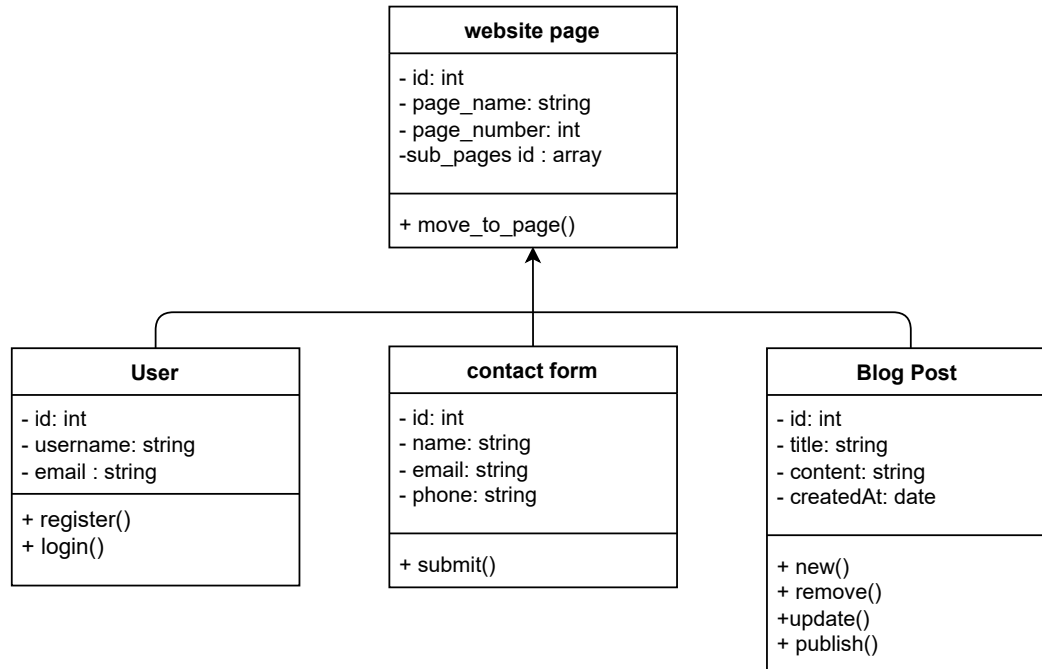 website page
- id: int
- page_name: string
- page_number: int
-sub_pages id : array
+ move_to_page()
User
- id: int
- username: string
- email : string
+ register()
+ login()
contact form
- id: int
- name: string
- email: string
- phone: string
+ submit()
Blog Post
- id: int
- title: string
- content: string
- createdAt: date
+ new()
+ remove()
+update()
+ publish()